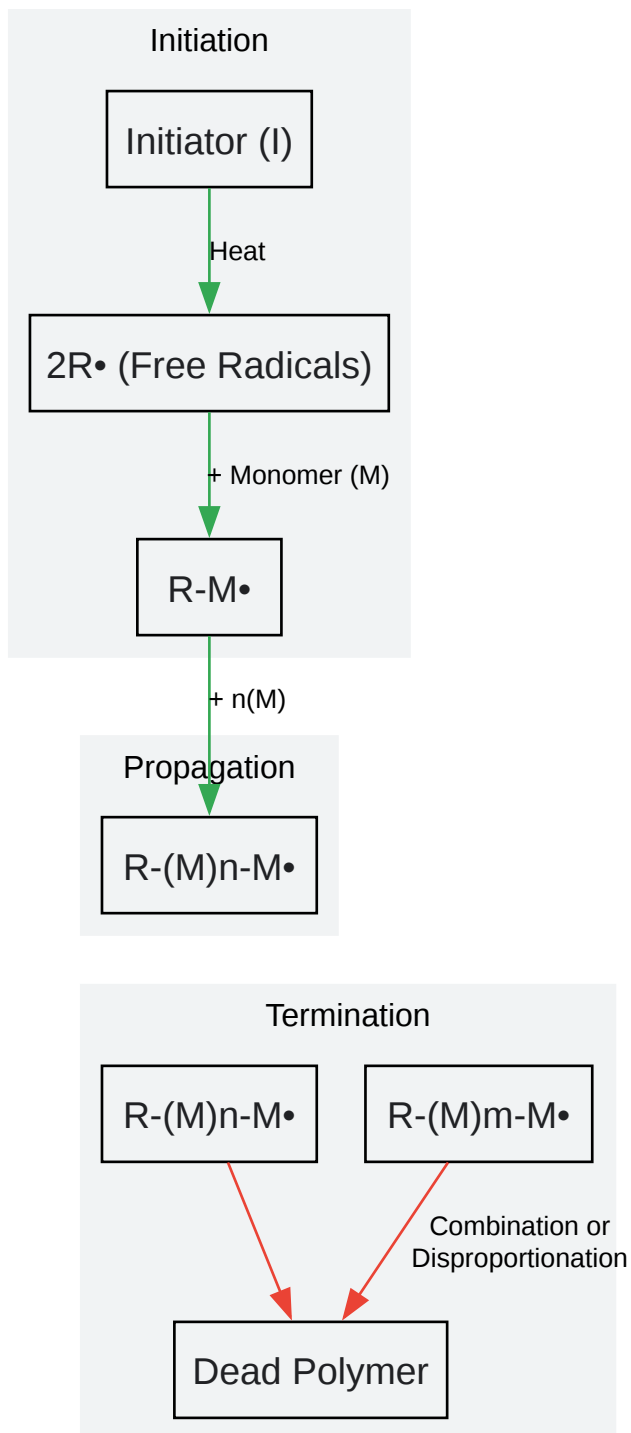 Initiation
Initiator (I)
Heat
2R• (Free Radicals)
+ Monomer (M)
R-M•
+ n(M)
Propagation
R-(M)n-M•
Termination
R-(M)n-M•
R-(M)m-M•
Combination or
Disproportionation
Dead Polymer